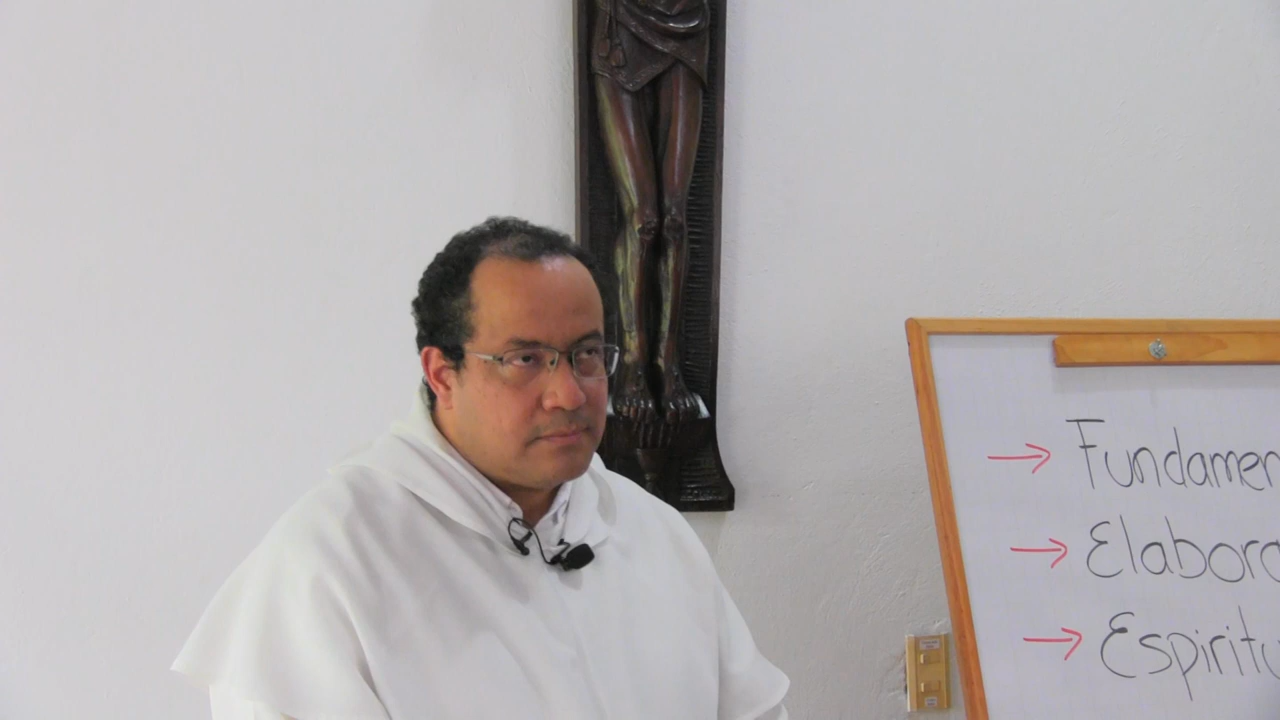 → Fundamen
→ Elabora
→ Espiritu